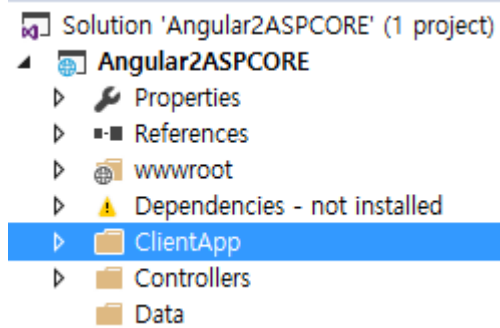 Solution 'Angular2ASPCORE' (1 project)
Angular2ASPCORE
Properties
References
wwwroot
Dependencies - not installed
ClientApp
Controllers
Data